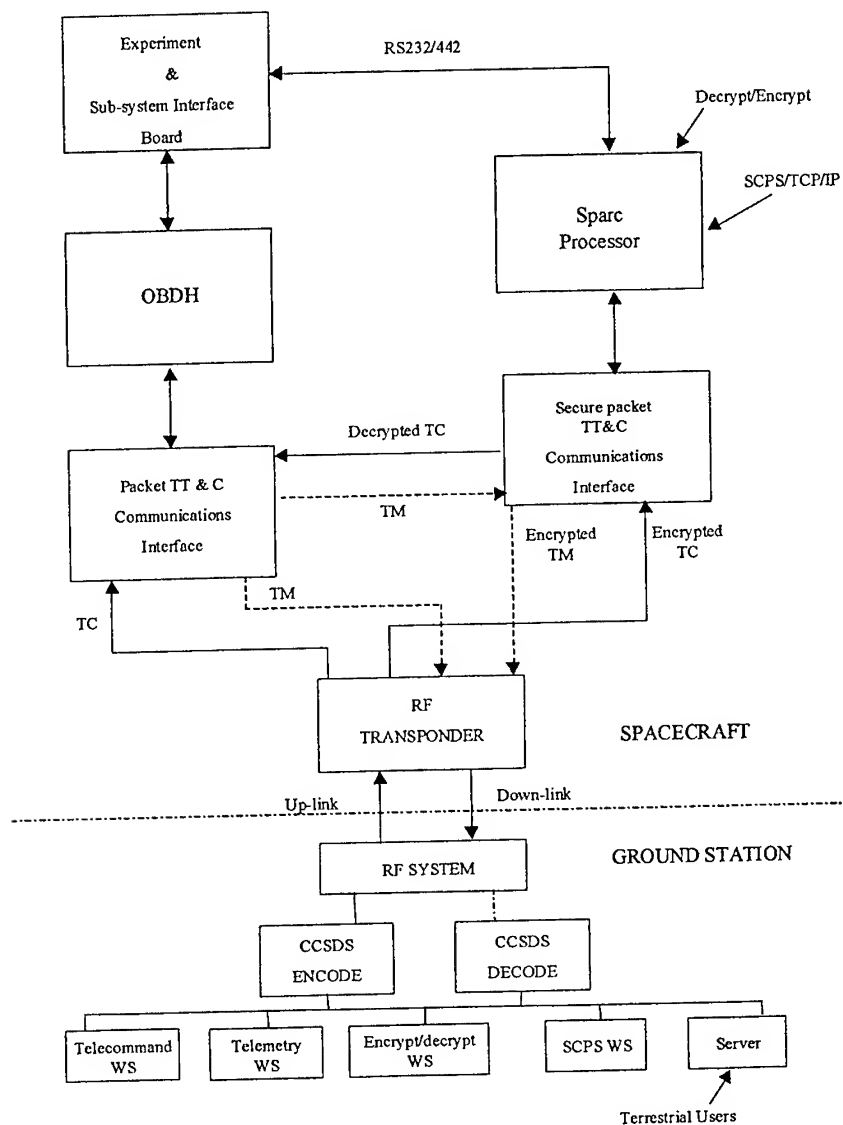 Experiment
&
Sub-system Interface
Board
RS232/442
Decrypt/Encrypt
SCPS/TCP/IP
Sparc
Processor
OBDH
Secure packet
TT&C
Communications
Interface
Decrypted TC
Packet TT & C
Communications
Interface
TM
Encrypted
TM
Encrypted
TC
TM
TC
RF
TRANSPONDER
SPACECRAFT
Up-link
Down-link
RF SYSTEM
GROUND STATION
CCSDS
ENCODE
CCSDS
DECODE
Telecommand
WS
Telemetry
WS
Encrypt/decrypt
WS
SCPS WS
Server
Terrestrial Users